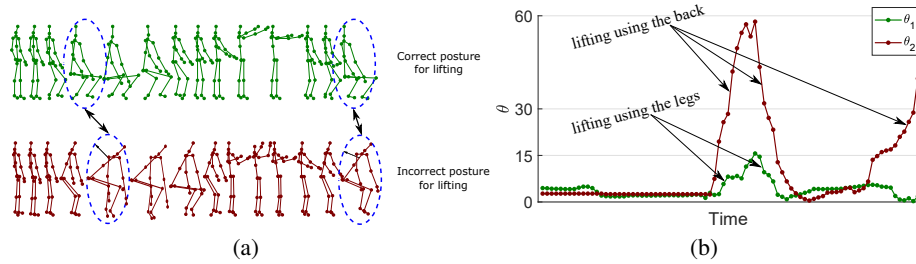 Correct posture
for lifting
Incorrect posture
for lifting
(a)
60
45
30
15
0
θ
lifting using the back
lifting using the legs
θ1
θ2
Time
(b)